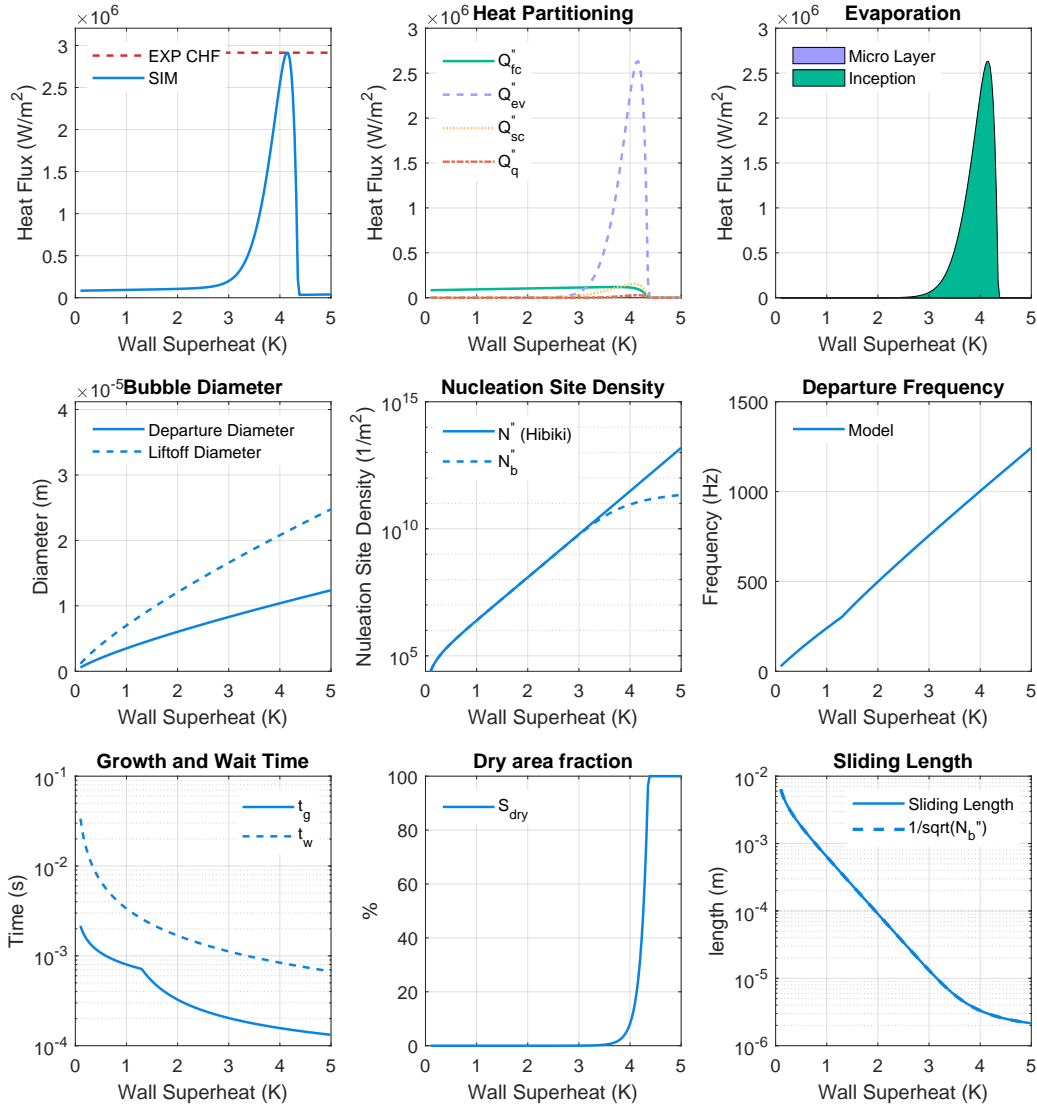 ×10^6
3
2.5
2
1.5
1
0.5
0
0 1 2 3 4 5
Heat Flux (W/m^2)
Wall Superheat (K)
EXP CHF
SIM
Heat Partitioning
×10^6
3
2.5
2
1.5
1
0.5
0
0 1 2 3 4 5
Heat Flux (W/m^2)
Wall Superheat (K)
Q"_fc
Q"_ev
Q"_sc
Q"_q
Evaporation
×10^6
3
2.5
2
1.5
1
0.5
0
0 1 2 3 4 5
Heat Flux (W/m^2)
Wall Superheat (K)
Micro Layer
Inception
Bubble Diameter
×10^-5
4
3
2
1
0
0 1 2 3 4 5
Diameter (m)
Wall Superheat (K)
Departure Diameter
Liftoff Diameter
Nucleation Site Density
10^15
10^10
10^5
0 1 2 3 4 5
Nuleation Site Density (1/m^2)
Wall Superheat (K)
N" (Hibiki)
N"_b
Departure Frequency
1500
1000
500
0
0 1 2 3 4 5
Frequency (Hz)
Wall Superheat (K)
Model
Growth and Wait Time
10^-1
10^-2
10^-3
10^-4
0 1 2 3 4 5
Time (s)
Wall Superheat (K)
t_g
t_w
Dry area fraction
100
80
60
40
20
0
0 1 2 3 4 5
%
Wall Superheat (K)
S_dry
Sliding Length
10^-2
10^-3
10^-4
10^-5
10^-6
0 1 2 3 4 5
length (m)
Wall Superheat (K)
Sliding Length
1/sqrt(N_b")